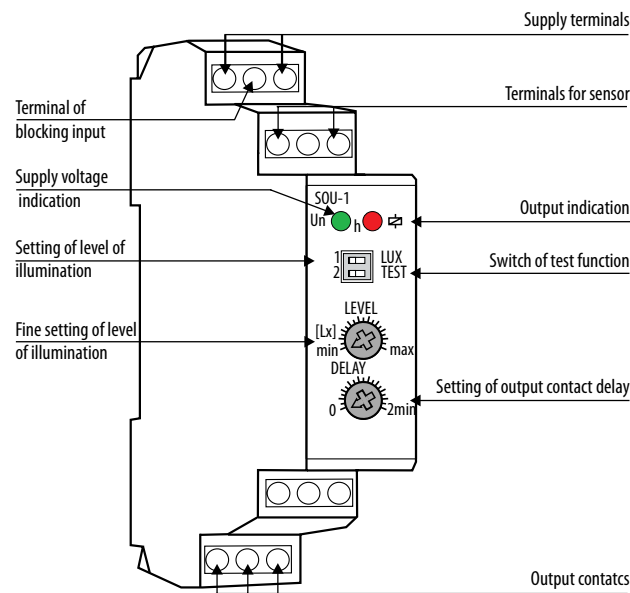 Supply terminals
Terminals for sensor
Terminal of
blocking input
Supply voltage
indication
SOU-1
Un h
Output indication
Setting of level of
illumination
1 LUX
2 TEST
Switch of test function
LEVEL
[Lx]
min max
Fine setting of level
of illumination
DELAY
0 2min
Setting of output contact delay
Output contatcs